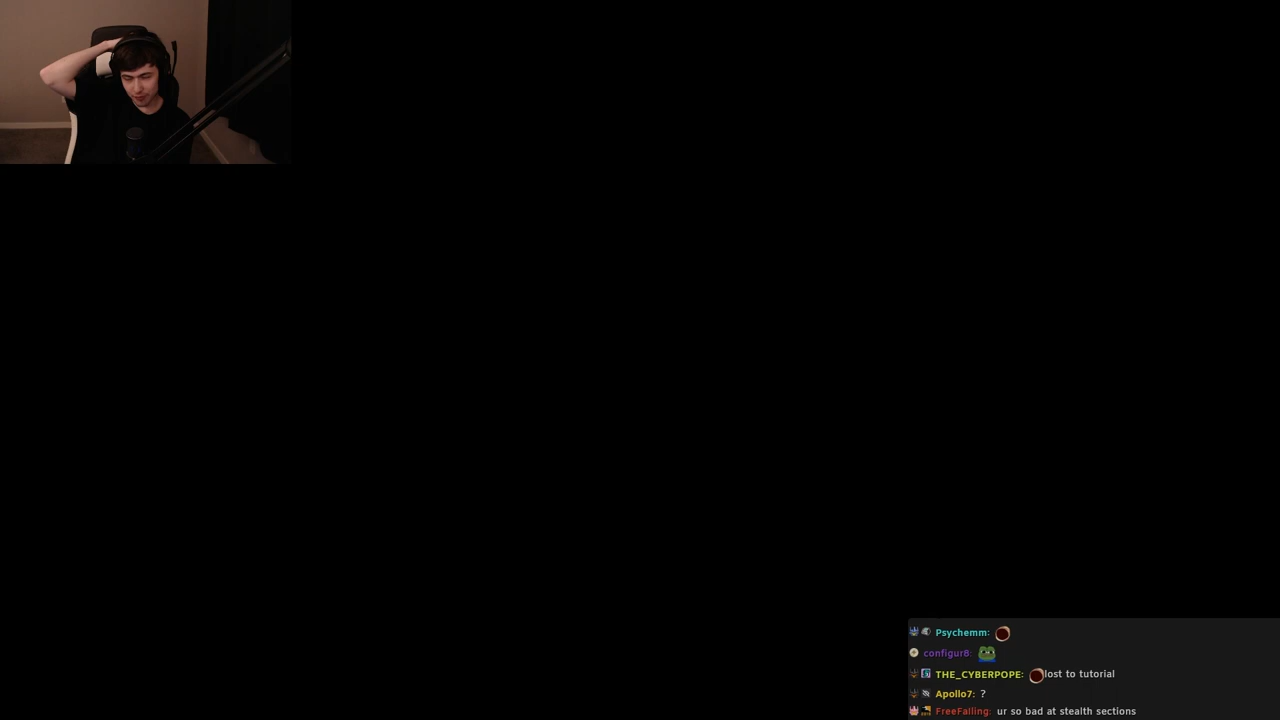 Psychemm:
configur8:
THE_CYBERPOPE: lost to tutorial
Apollo7: ?
FreeFalling: ur so bad at stealth sections